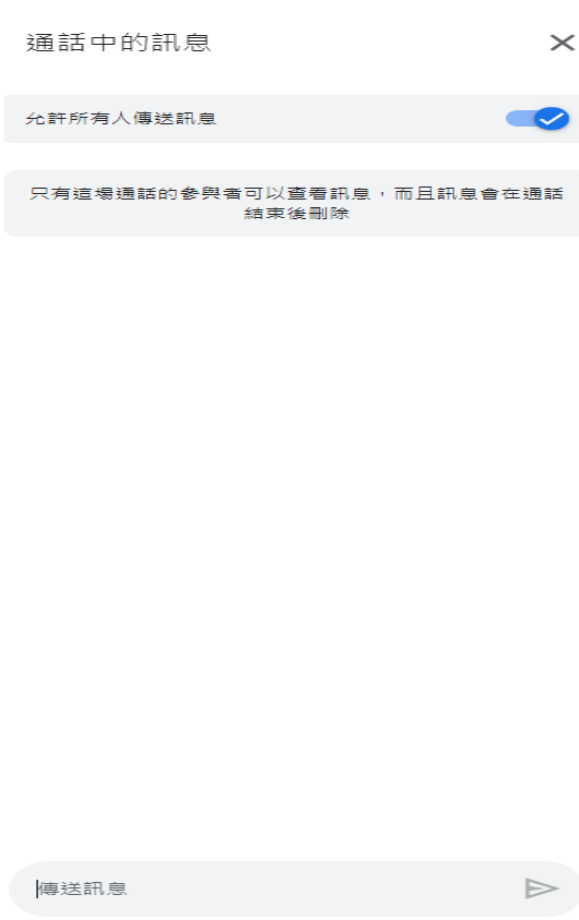 通話中的訊息
允許所有人傳送訊息
只有這場通話的參與者可以查看訊息，而且訊息會在通話
結束後刪除
傳送訊息